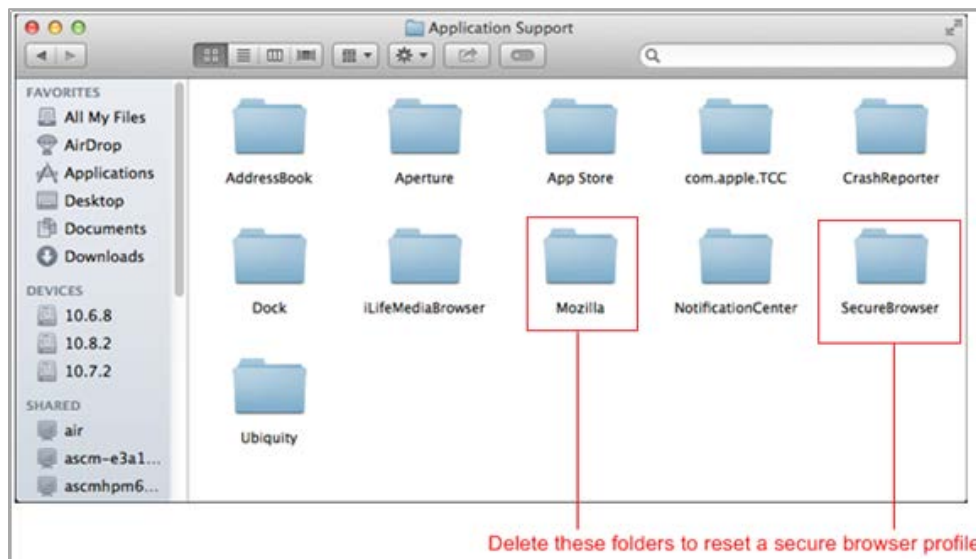 Application Support
FAVORITES
All My Files
AirDrop
Applications
Desktop
Documents
Downloads
DEVICES
10.6.8
10.8.2
10.7.2
SHARED
air
ascm-e3a1...
ascmhpm6...
AddressBook
Aperture
App Store
com.apple.TCC
CrashReporter
Dock
iLifeMediaBrowser
Mozilla
NotificationCenter
SecureBrowser
Ubiquity
Delete these folders to reset a secure browser profile